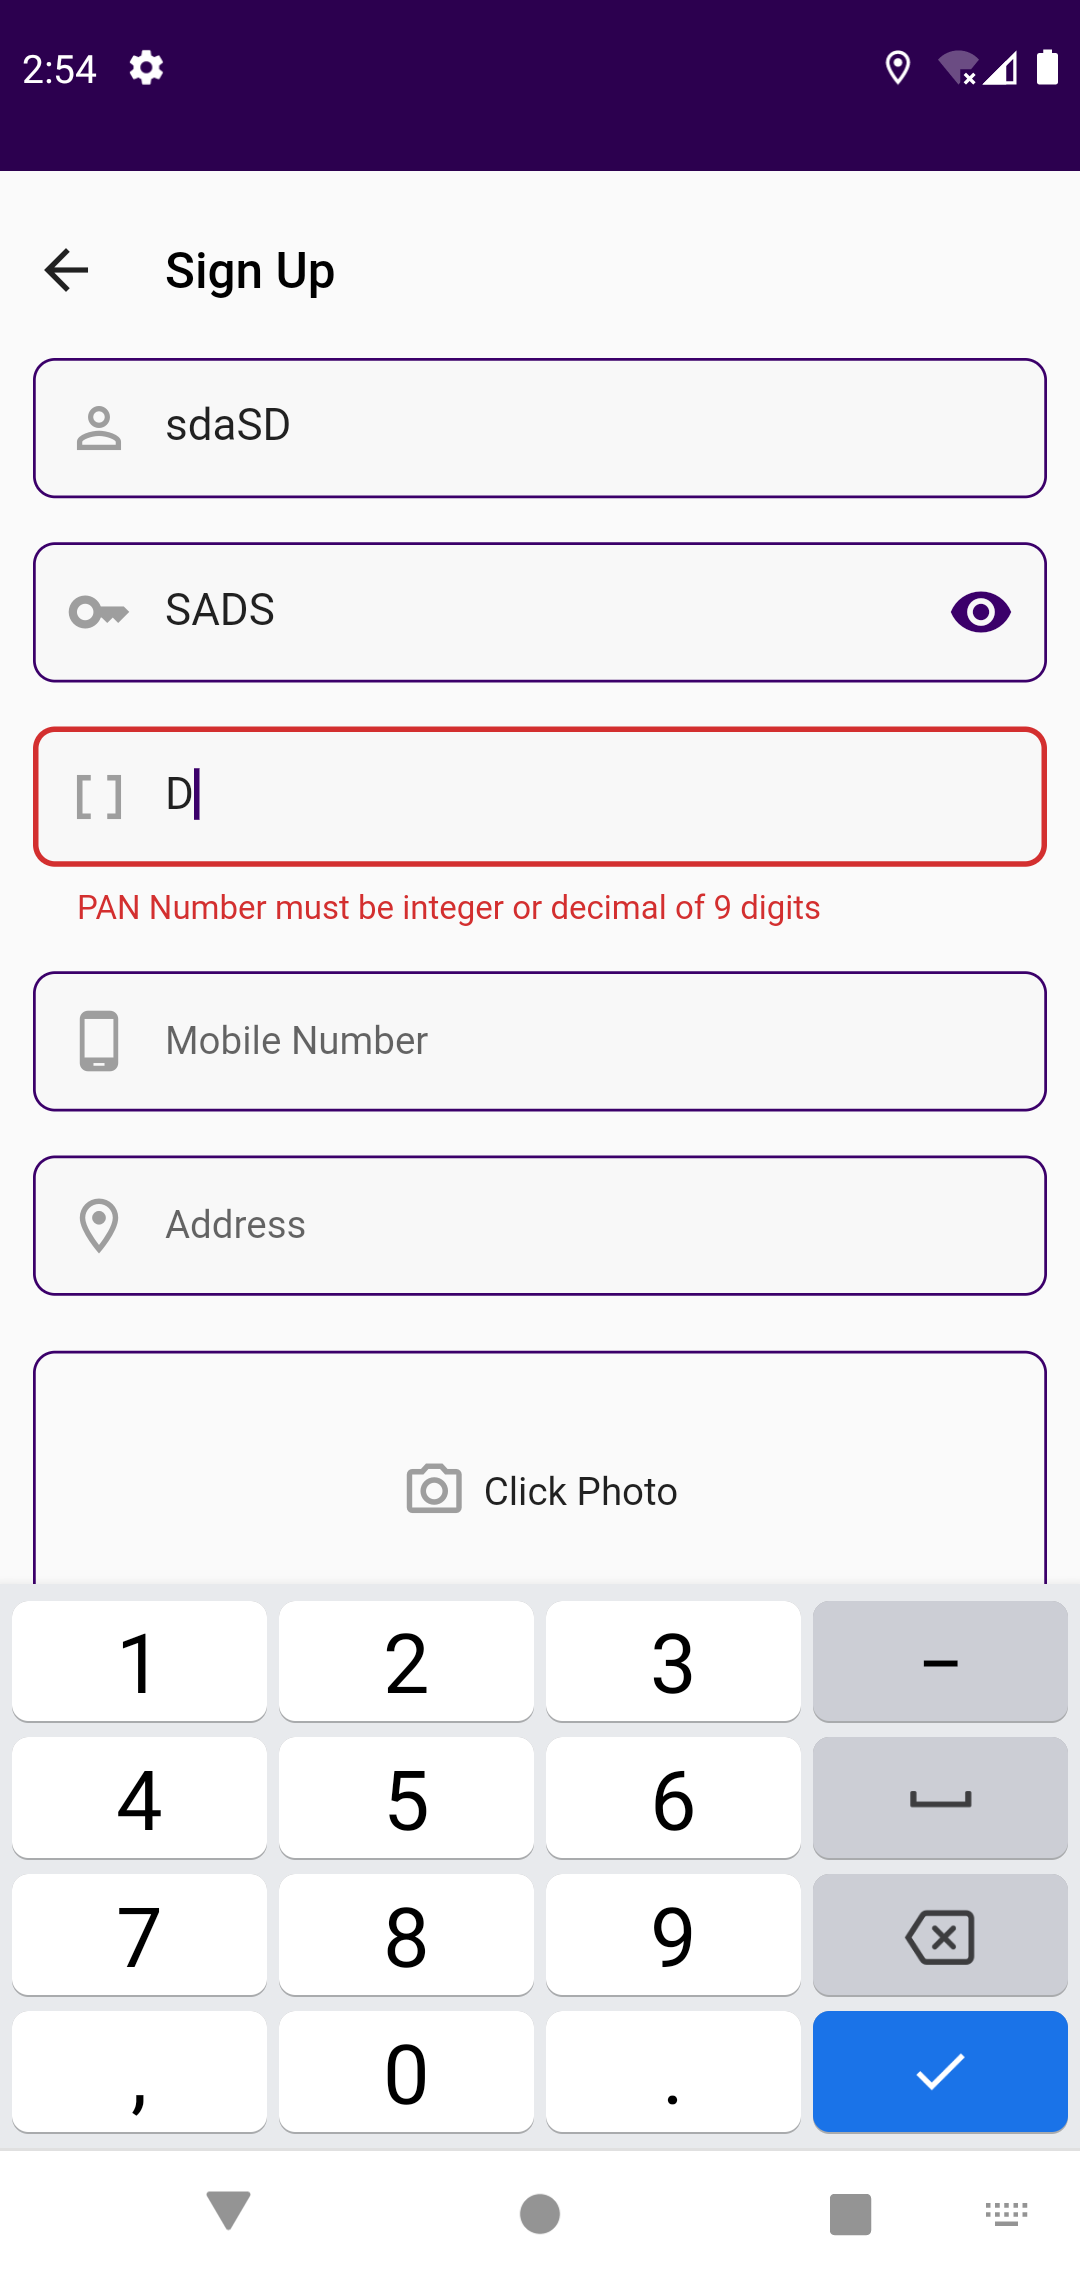 2:54
Sign Up
sdaSD
SADS
D
PAN Number must be integer or decimal of 9 digits
Mobile Number
Address
Click Photo
1 2 3 –
4 5 6
7 8 9
, 0 .